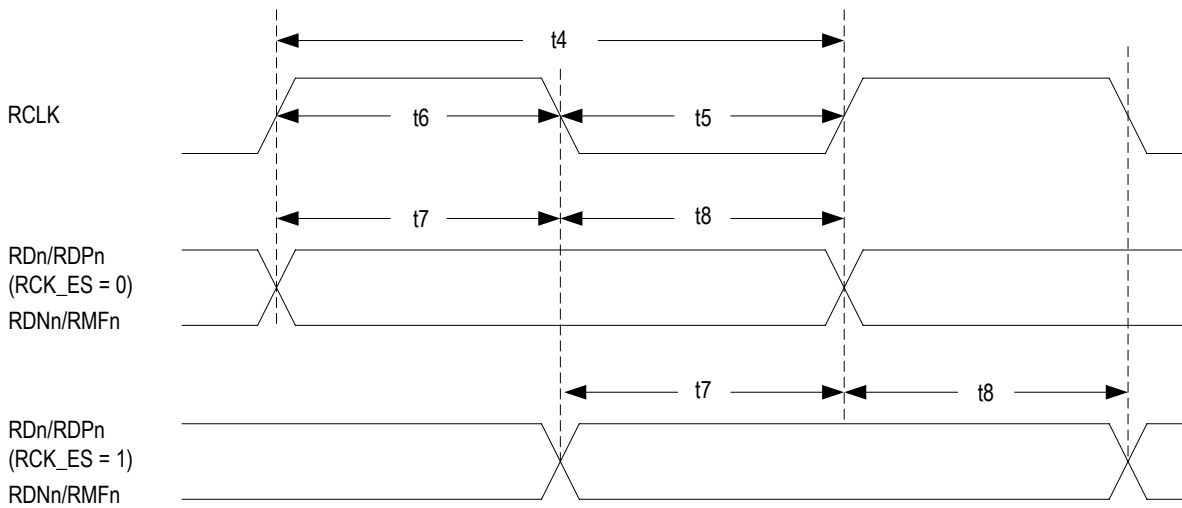 t4
RCLK
t6
t5
t7
t8
RDn/RDPn
(RCK_ES = 0)
RDNn/RMFn
t7
t8
RDn/RDPn
(RCK_ES = 1)
RDNn/RMFn